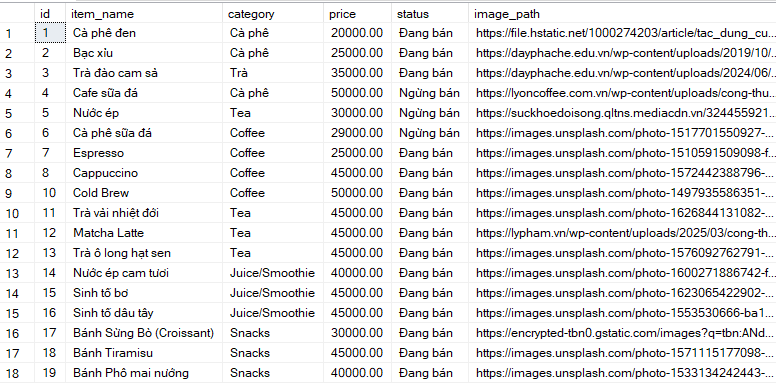 id item_name category price status image_path
1 1 Cà phê đen Cà phê 20000.00 Đang bán https://file.hstatic.net/1000274203/article/tac_dung_cu...
2 2 Bạc xỉu Cà phê 25000.00 Đang bán https://dayphache.edu.vn/wp-content/uploads/2019/10/...
3 3 Trà đào cam sả Trà 35000.00 Đang bán https://dayphache.edu.vn/wp-content/uploads/2024/06/...
4 4 Cafe sữa đá Cà phê 50000.00 Ngừng bán https://lyoncoffee.com.vn/wp-content/uploads/cong-thu...
5 5 Nước ép Tea 30000.00 Ngừng bán https://suckhoedoisong.qltns.mediacdn.vn/324455921...
6 6 Cà phê sữa đá Coffee 29000.00 Ngừng bán https://images.unsplash.com/photo-1517701550927-...
7 7 Espresso Coffee 25000.00 Đang bán https://images.unsplash.com/photo-1510591509098-f...
8 8 Cappuccino Coffee 45000.00 Đang bán https://images.unsplash.com/photo-1572442388796-...
9 10 Cold Brew Coffee 50000.00 Đang bán https://images.unsplash.com/photo-1497935586351-...
10 11 Trà vải nhiệt đới Tea 45000.00 Đang bán https://images.unsplash.com/photo-1626844131082-...
11 12 Matcha Latte Tea 45000.00 Đang bán https://lypham.vn/wp-content/uploads/2025/03/cong-th...
12 13 Trà ô long hạt sen Tea 45000.00 Đang bán https://images.unsplash.com/photo-1576092762791-...
13 14 Nước ép cam tươi Juice/Smoothie 40000.00 Đang bán https://images.unsplash.com/photo-1600271886742-f...
14 15 Sinh tố bơ Juice/Smoothie 45000.00 Đang bán https://images.unsplash.com/photo-1623065422902-...
15 16 Sinh tố dâu tây Juice/Smoothie 45000.00 Đang bán https://images.unsplash.com/photo-1553530666-ba1...
16 17 Bánh Sừng Bò (Croissant) Snacks 30000.00 Đang bán https://encrypted-tbn0.gstatic.com/images?q=tbn:ANd...
17 18 Bánh Tiramisu Snacks 45000.00 Đang bán https://images.unsplash.com/photo-1571115177098-...
18 19 Bánh Phô mai nướng Snacks 40000.00 Đang bán https://images.unsplash.com/photo-1533134242443-...